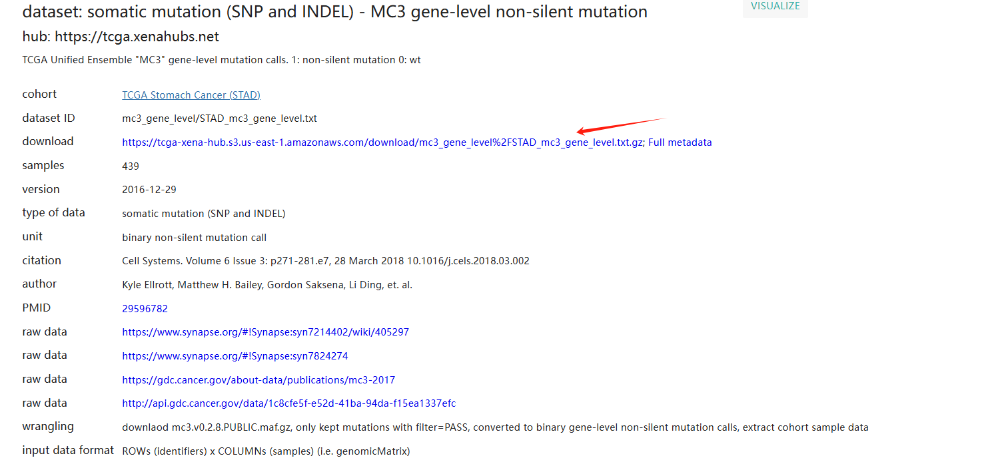 dataset: somatic mutation (SNP and INDEL) - MC3 gene-level non-silent mutation
VISUALIZE
hub: https://tcga.xenahubs.net
TCGA Unified Ensemble "MC3" gene-level mutation calls. 1: non-silent mutation 0: wt
cohort TCGA Stomach Cancer (STAD)
dataset ID mc3_gene_level/STAD_mc3_gene_level.txt
download https://tcga-xena-hub.s3.us-east-1.amazonaws.com/download/mc3_gene_level%2FSTAD_mc3_gene_level.txt.gz; Full metadata
samples 439
version 2016-12-29
type of data somatic mutation (SNP and INDEL)
unit binary non-silent mutation call
citation Cell Systems. Volume 6 Issue 3: p271-281.e7, 28 March 2018 10.1016/j.cels.2018.03.002
author Kyle Ellrott, Matthew H. Bailey, Gordon Saksena, Li Ding, et. al.
PMID 29596782
raw data https://www.synapse.org/#!Synapse:syn7214402/wiki/405297
raw data https://www.synapse.org/#!Synapse:syn7824274
raw data https://gdc.cancer.gov/about-data/publications/mc3-2017
raw data http://api.gdc.cancer.gov/data/1c8cfe5f-e52d-41ba-94da-f15ea1337efc
wrangling downlaod mc3.v0.2.8.PUBLIC.maf.gz, only kept mutations with filter=PASS, converted to binary gene-level non-silent mutation calls, extract cohort sample data
input data format ROWs (identifiers) x COLUMNs (samples) (i.e. genomicMatrix)